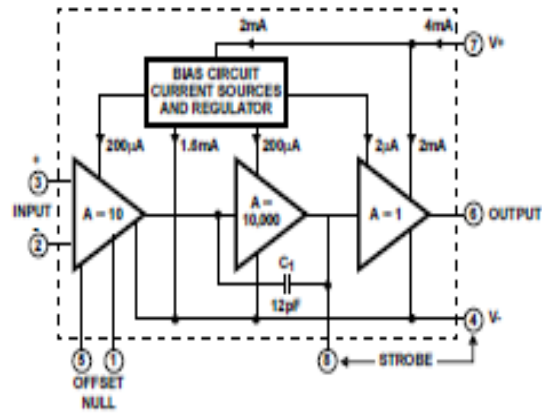 2mA
4mA
7
V+
BIAS CIRCUIT
CURRENT SOURCES
AND REGULATOR
200μA
1.6mA
200μA
2μA
2mA
+
3
INPUT
-
2
A = 10
A =
10,000
A = 1
6
OUTPUT
C1
12pF
4
V-
5
1
8
STROBE
OFFSET
NULL